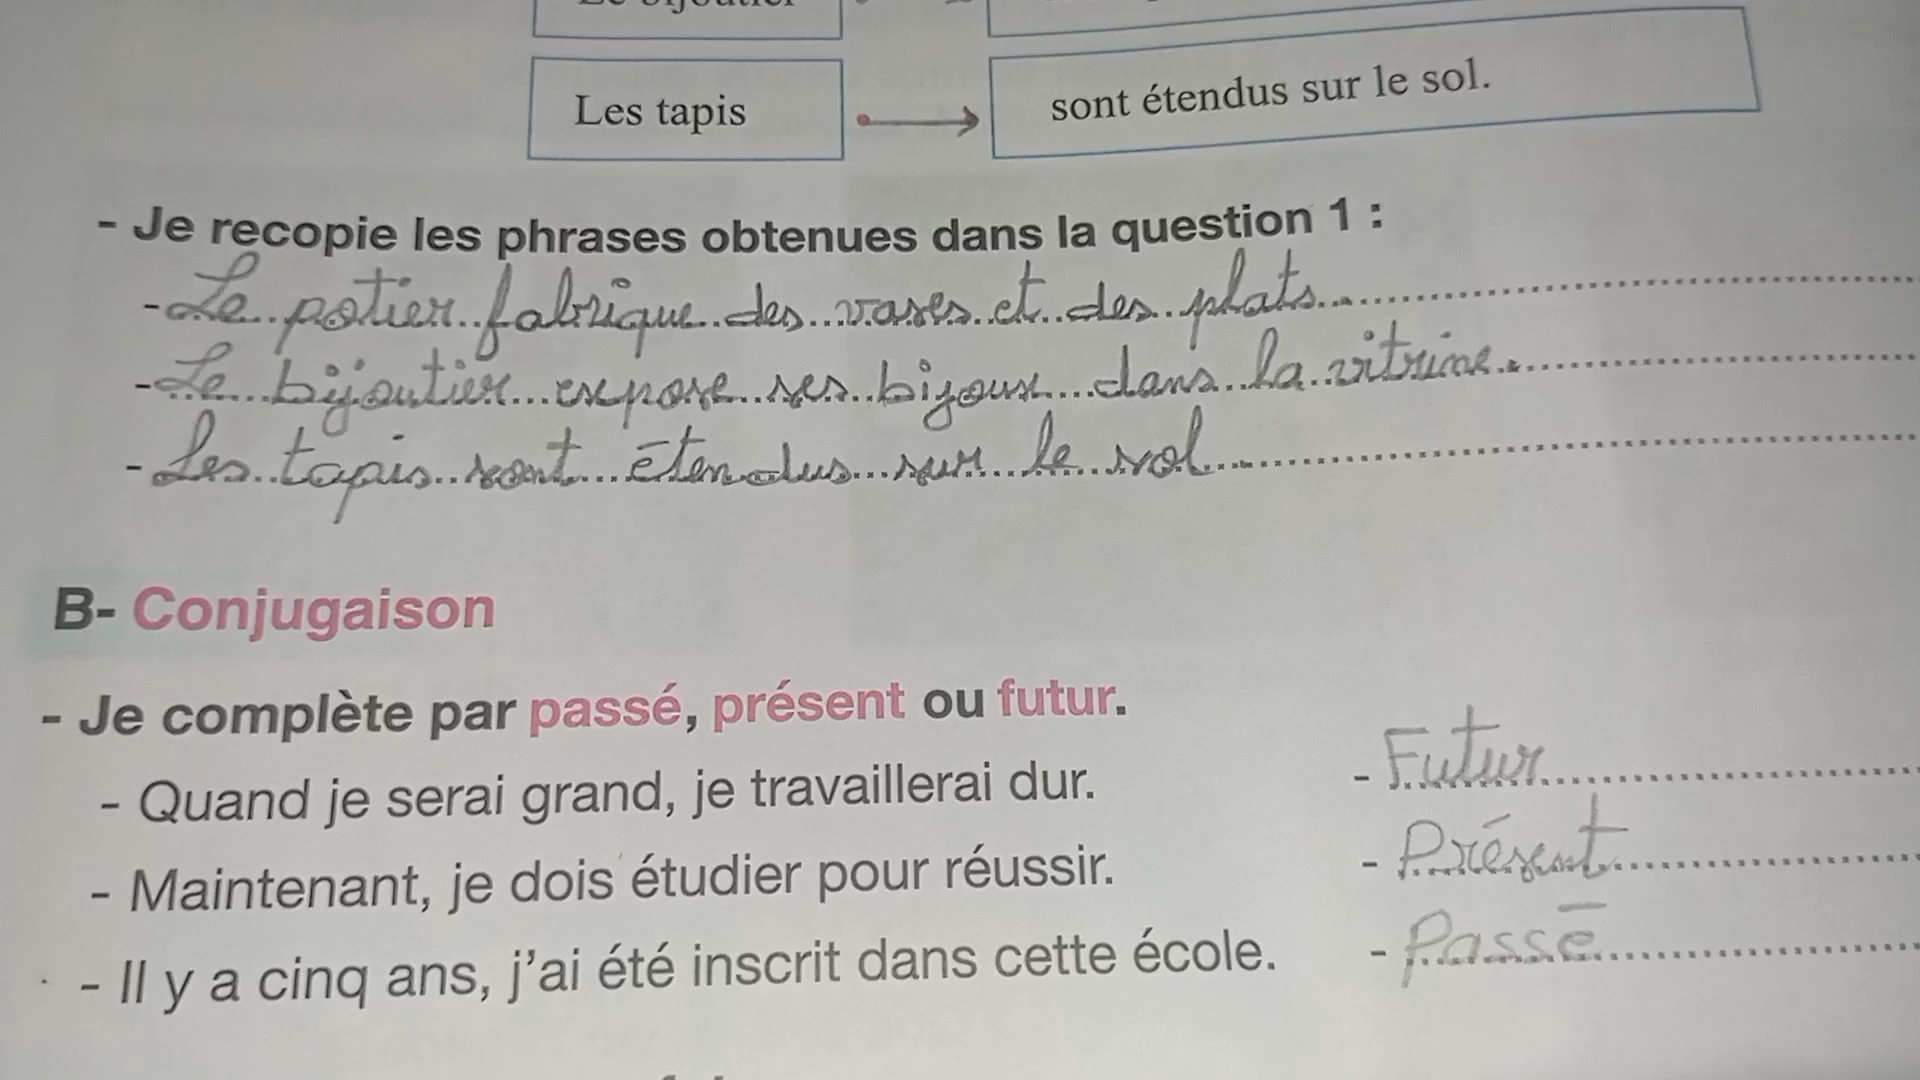 Le bijoutier
Les tapis
sont étendus sur le sol.
- Je recopie les phrases obtenues dans la question 1 :
- Le potier fabrique des vases et des plats.
- Le bijoutier expose ses bijoux dans la vitrine.
- Les tapis sont étendus sur le sol.
B- Conjugaison
- Je complète par passé, présent ou futur.
- Quand je serai grand, je travaillerai dur.
- Futur
- Maintenant, je dois étudier pour réussir.
- Présent
- Il y a cinq ans, j'ai été inscrit dans cette école.
- Passé